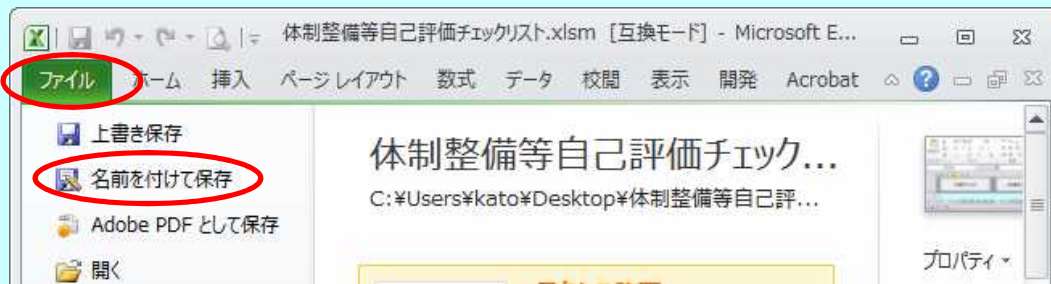 体制整備等自己評価チェックリスト.xlsm [互換モード] - Microsoft E...
ファイル ホーム 挿入 ページ レイアウト 数式 データ 校閲 表示 開発 Acrobat
上書き保存
名前を付けて保存
Adobe PDF として保存
開く
体制整備等自己評価チェック...
C:¥Users¥kato¥Desktop¥体制整備等自己評...
プロパティ